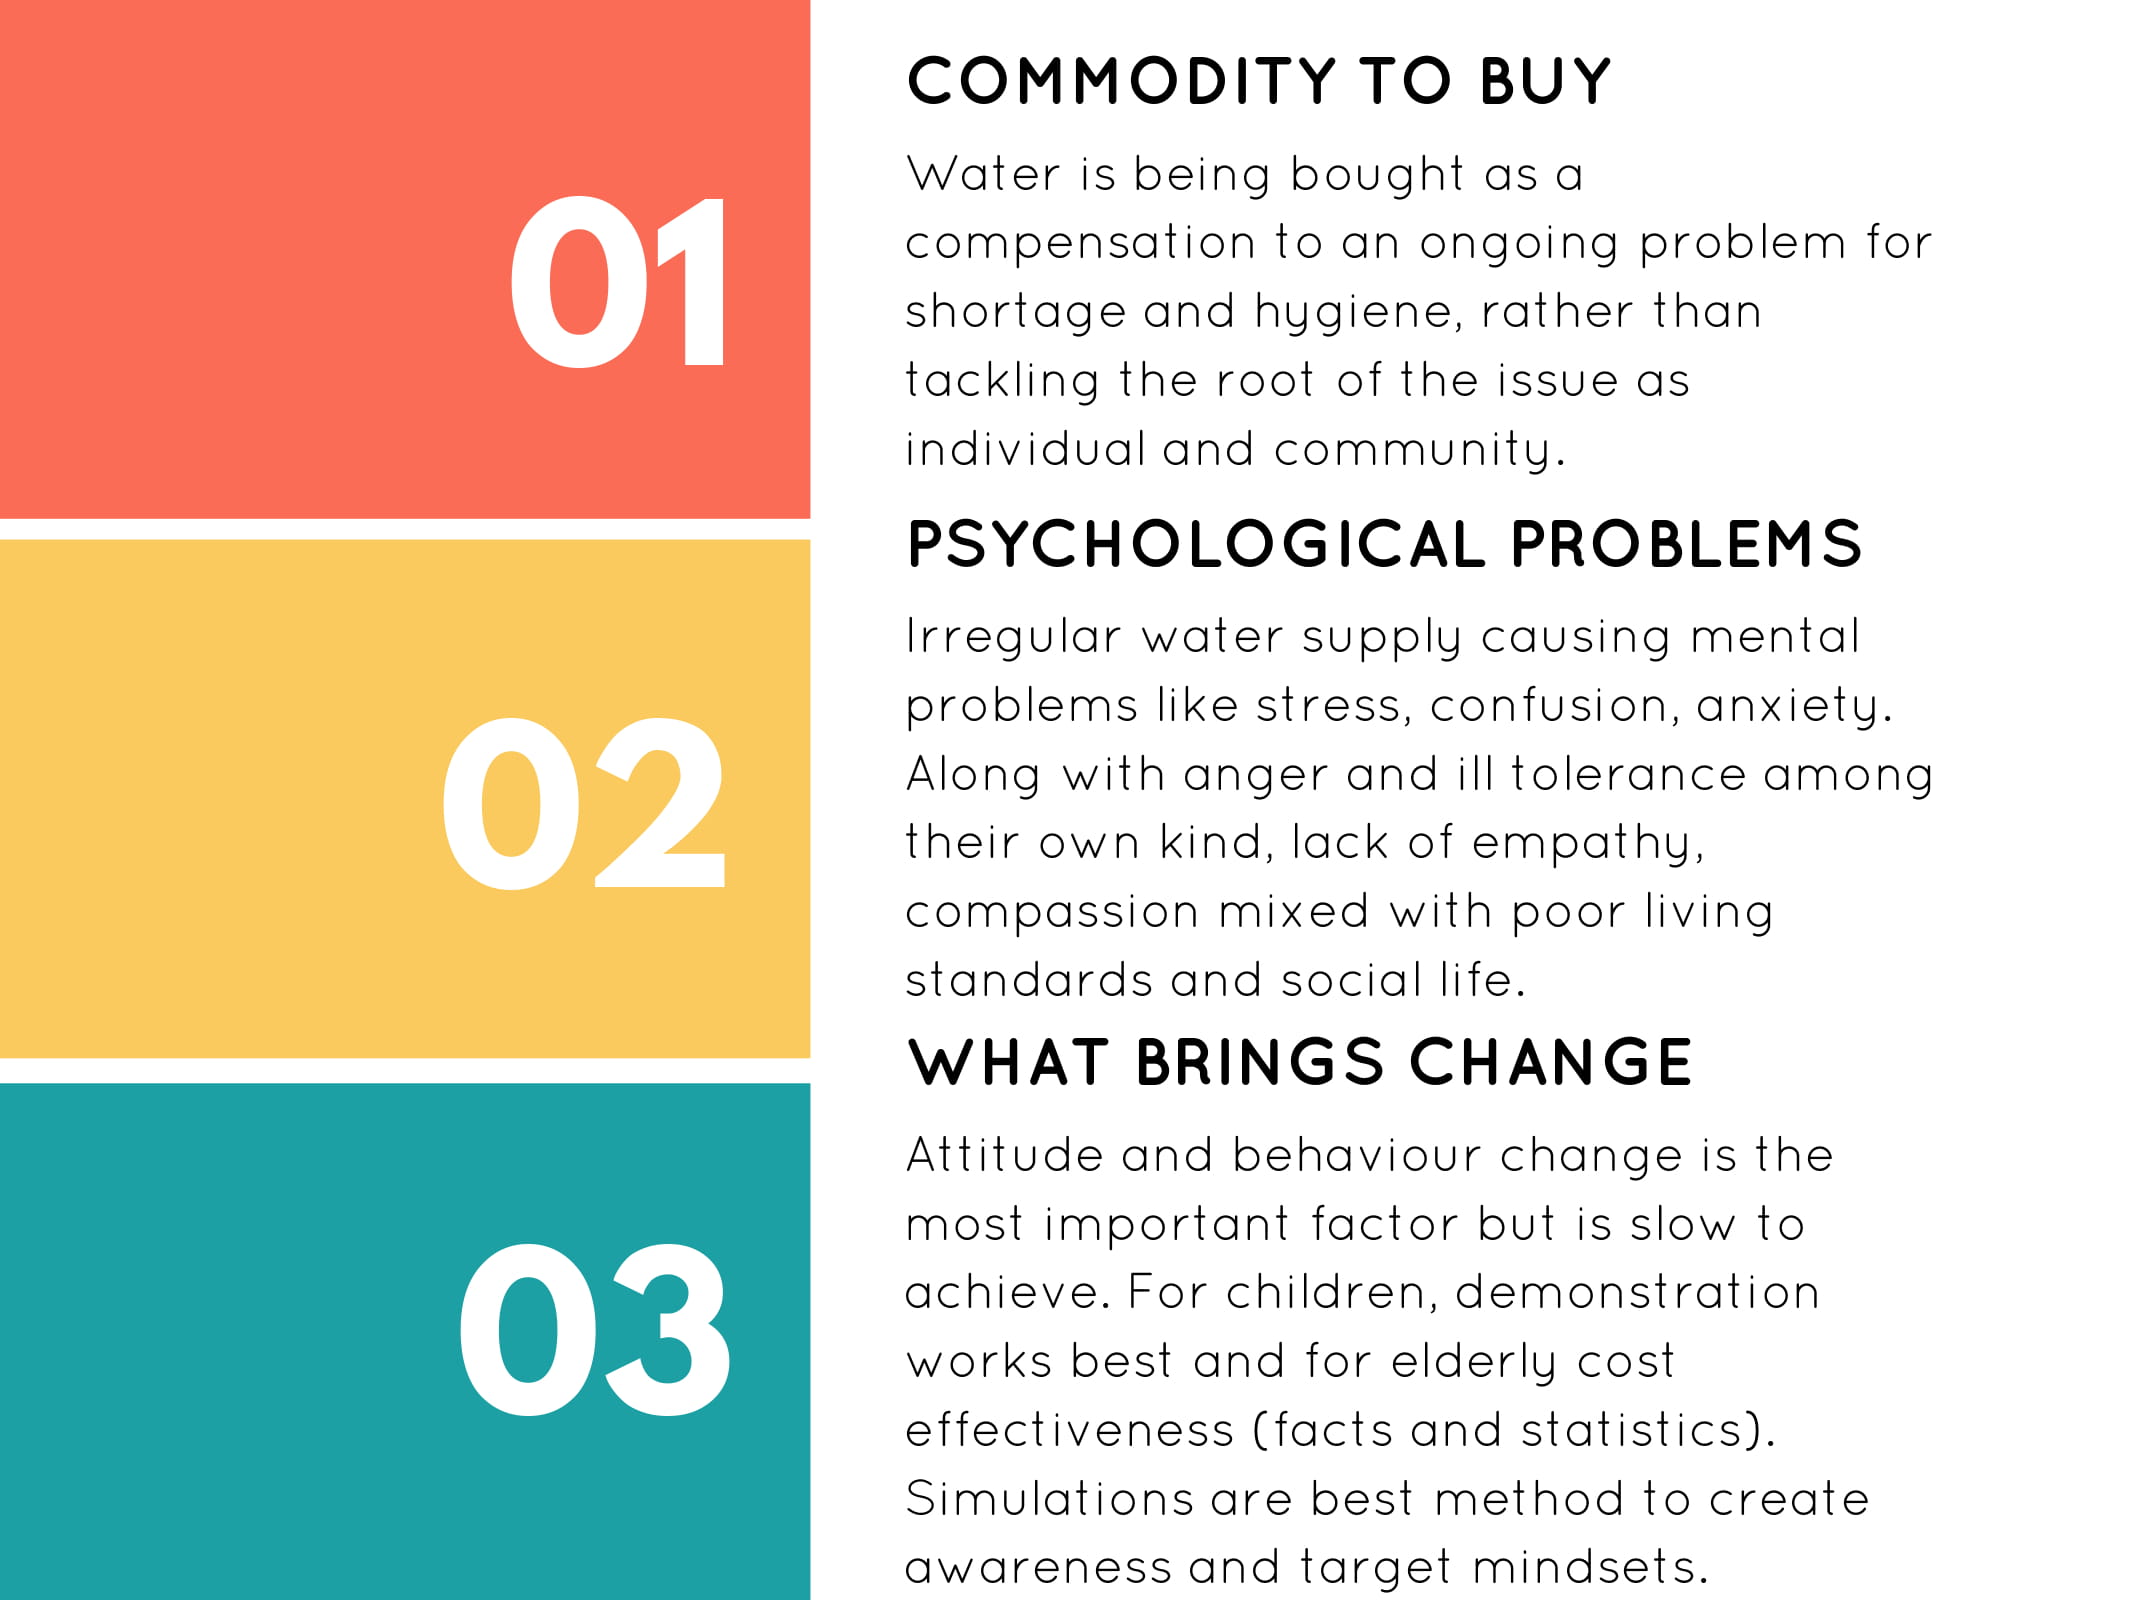 01
COMMODITY TO BUY
Water is being bought as a
compensation to an ongoing problem for
shortage and hygiene, rather than
tackling the root of the issue as
individual and community.
02
PSYCHOLOGICAL PROBLEMS
Irregular water supply causing mental
problems like stress, confusion, anxiety.
Along with anger and ill tolerance among
their own kind, lack of empathy,
compassion mixed with poor living
standards and social life.
03
WHAT BRINGS CHANGE
Attitude and behaviour change is the
most important factor but is slow to
achieve. For children, demonstration
works best and for elderly cost
effectiveness (facts and statistics).
Simulations are best method to create
awareness and target mindsets.